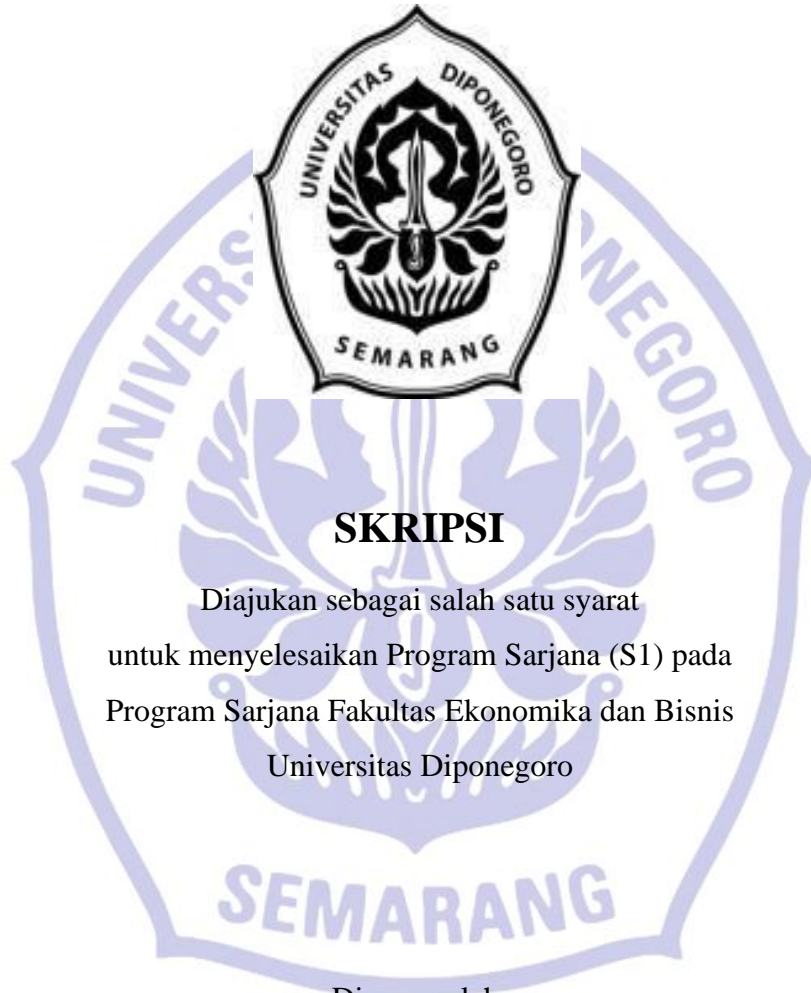 UNIVERSITAS DIPONEGORO
SEMARANG
SKRIPSI
Diajukan sebagai salah satu syarat
untuk menyelesaikan Program Sarjana (S1) pada
Program Sarjana Fakultas Ekonomika dan Bisnis
Universitas Diponegoro
SEMARANG